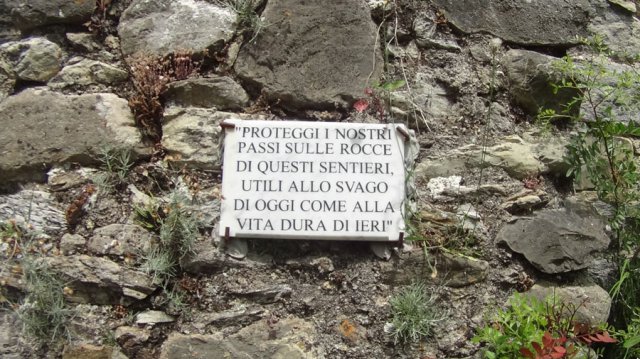 "PROTEGGI I NOSTRI
PASSI SULLE ROCCE
DI QUESTI SENTIERI,
UTILI ALLO SVAGO
DI OGGI COME ALLA
VITA DURA DI IERI"